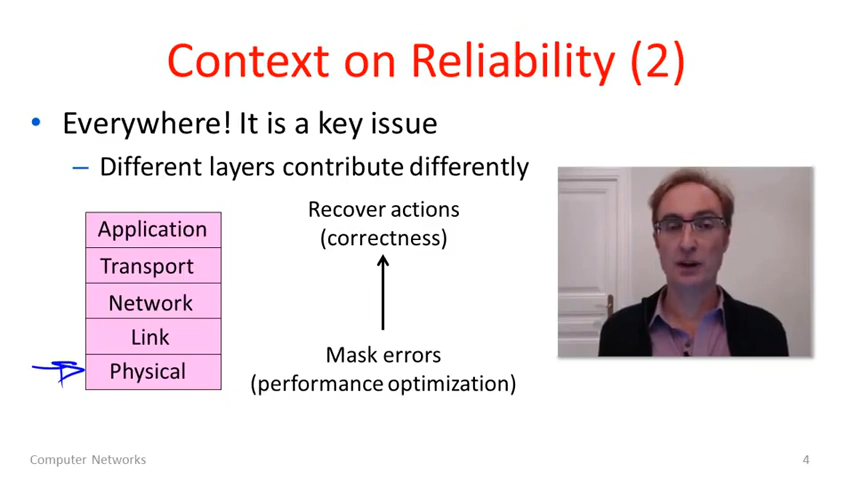 Context on Reliability (2)
• Everywhere! It is a key issue
– Different layers contribute differently
Application
Transport
Network
Link
Physical
Recover actions
(correctness)
Mask errors
(performance optimization)
Computer Networks
4